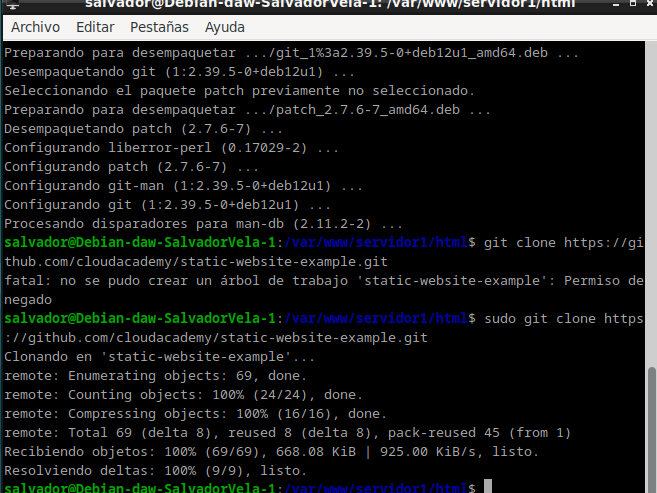 salvador@Debian-daw-SalvadorVela-1: /var/www/servidor1/html
Archivo Editar Pestañas Ayuda
Preparando para desempaquetar .../git_1%3a2.39.5-0+deb12u1_amd64.deb ...
Desempaquetando git (1:2.39.5-0+deb12u1) ...
Seleccionando el paquete patch previamente no seleccionado.
Preparando para desempaquetar .../patch_2.7.6-7_amd64.deb ...
Desempaquetando patch (2.7.6-7) ...
Configurando liberror-perl (0.17029-2) ...
Configurando patch (2.7.6-7) ...
Configurando git-man (1:2.39.5-0+deb12u1) ...
Configurando git (1:2.39.5-0+deb12u1) ...
Procesando disparadores para man-db (2.11.2-2) ...
salvador@Debian-daw-SalvadorVela-1:/var/www/servidor1/html$ git clone https://gi
thub.com/cloudacademy/static-website-example.git
fatal: no se pudo crear un árbol de trabajo 'static-website-example': Permiso de
negado
salvador@Debian-daw-SalvadorVela-1:/var/www/servidor1/html$ sudo git clone https
://github.com/cloudacademy/static-website-example.git
Clonando en 'static-website-example'...
remote: Enumerating objects: 69, done.
remote: Counting objects: 100% (24/24), done.
remote: Compressing objects: 100% (16/16), done.
remote: Total 69 (delta 8), reused 8 (delta 8), pack-reused 45 (from 1)
Recibiendo objetos: 100% (69/69), 668.08 KiB | 925.00 KiB/s, listo.
Resolviendo deltas: 100% (9/9), listo.
salvador@Debian-daw-SalvadorVela-1:/var/www/servidor1/html$